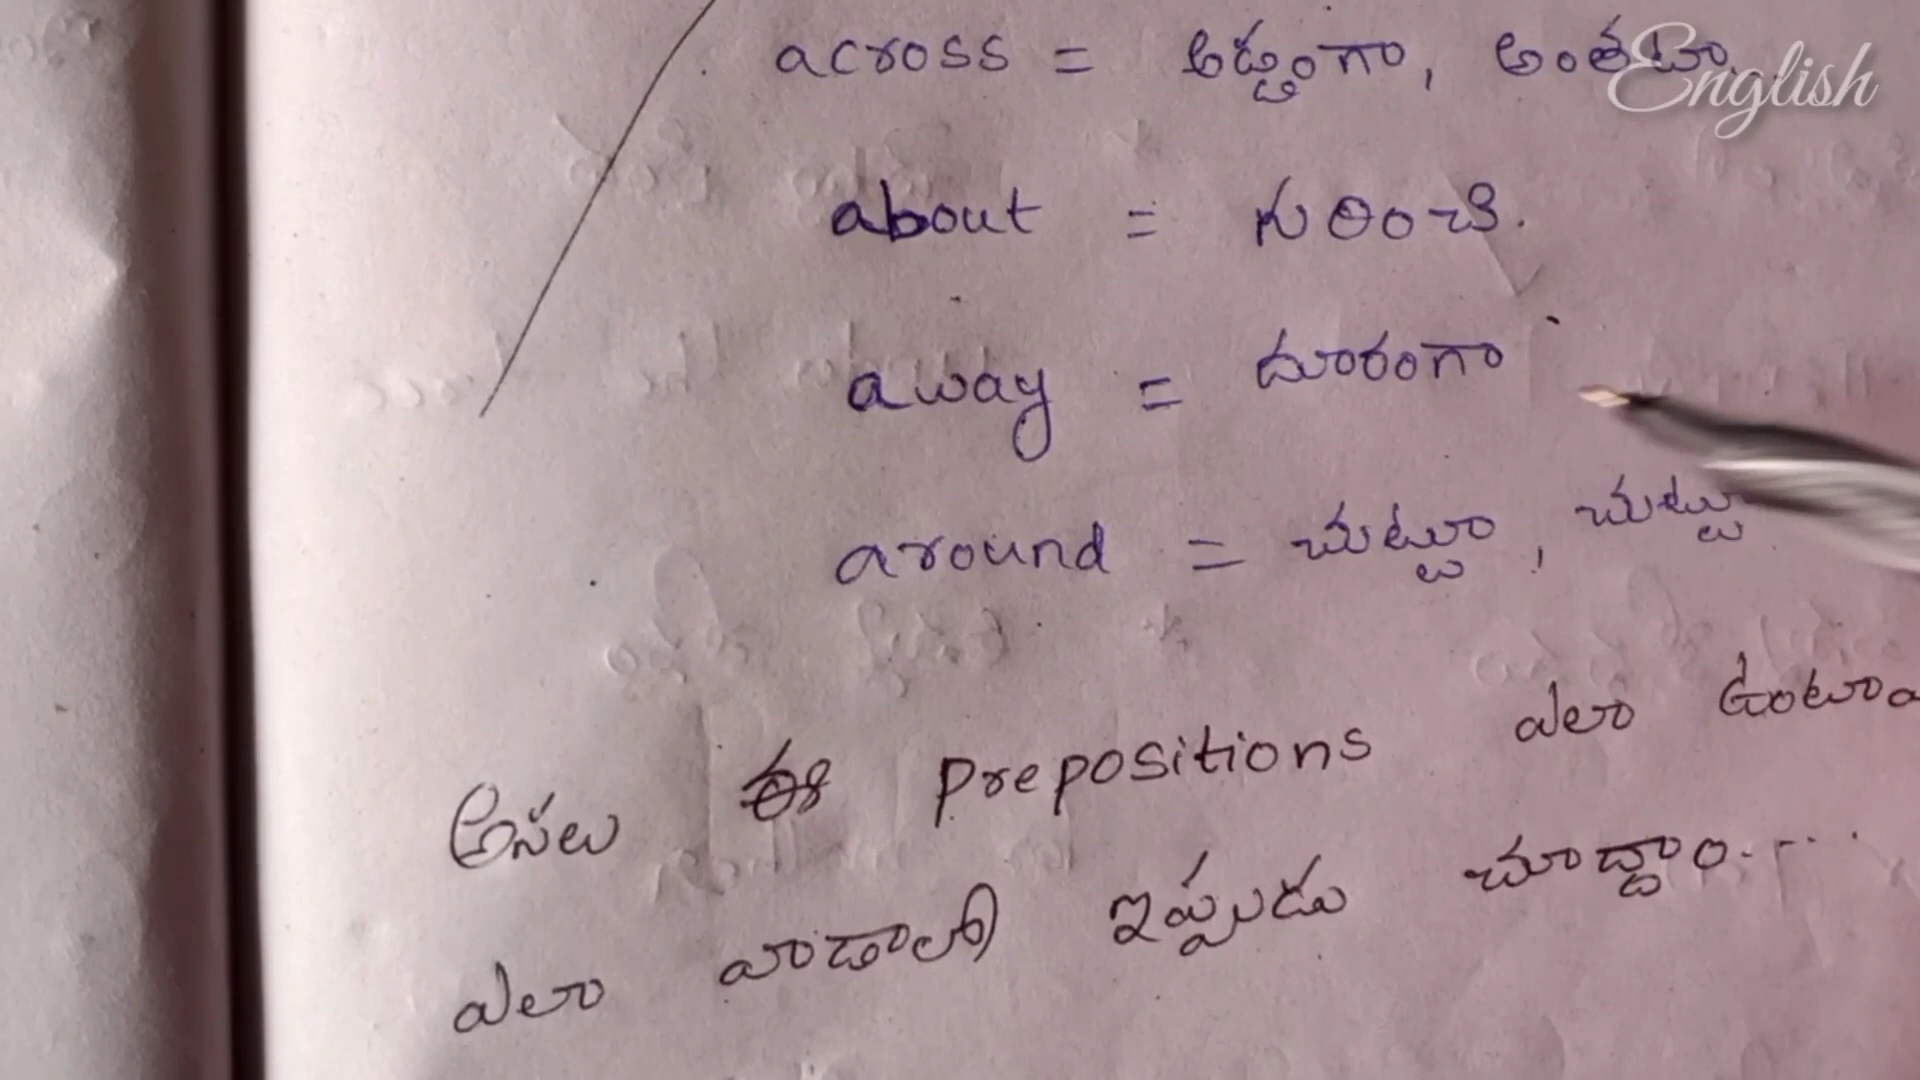 across = అడ్డంగా, అంతటా
English
about = గురించి.
away = దూరంగా
around = చుట్టూ, చుట్టు
అసలు ఈ prepositions ఎలా
ఎలా వాడాలి ఇప్పుడు చూద్దాం.....